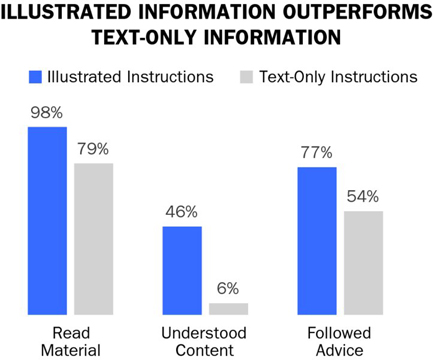 ILLUSTRATED INFORMATION OUTPERFORMS
TEXT-ONLY INFORMATION
Illustrated Instructions Text-Only Instructions
98%
79%
46%
6%
77%
54%
Read
Material
Understood
Content
Followed
Advice